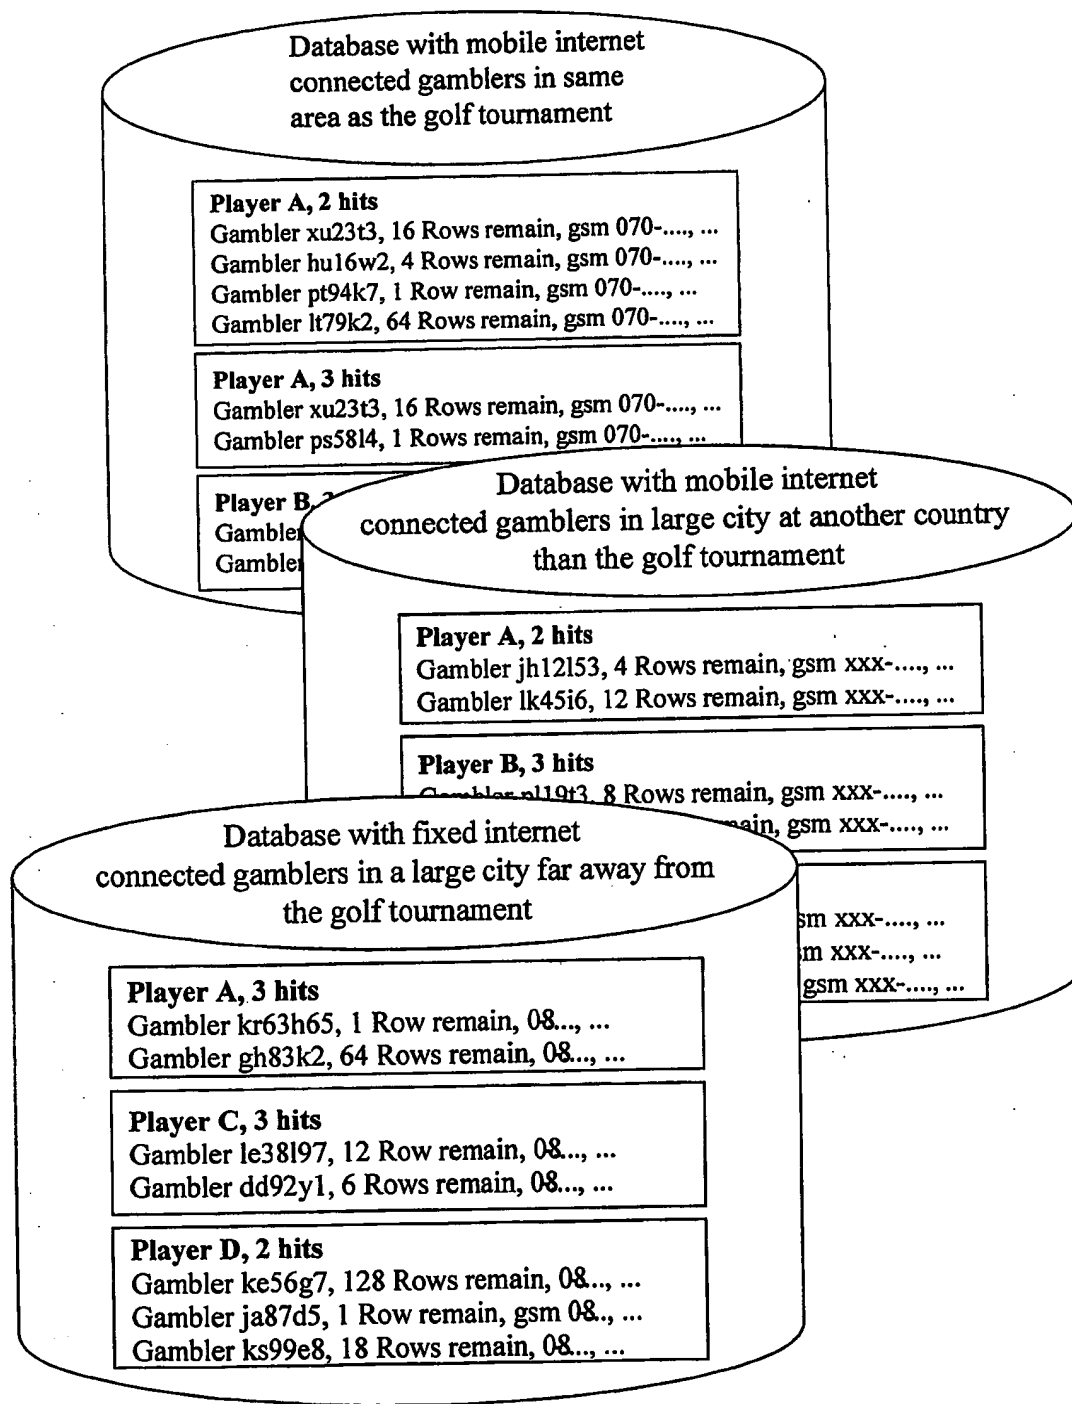 Database with mobile internet
connected gamblers in same
area as the golf tournament
Player A, 2 hits
Gambler xu23t3, 16 Rows remain, gsm 070-...., ...
Gambler hu16w2, 4 Rows remain, gsm 070-...., ...
Gambler pt94k7, 1 Row remain, gsm 070-...., ...
Gambler lt79k2, 64 Rows remain, gsm 070-...., ...
Player A, 3 hits
Gambler xu23t3, 16 Rows remain, gsm 070-...., ...
Gambler ps58l4, 1 Rows remain, gsm 070-...., ...
Player B,
Gambler
Gambler
Database with mobile internet
connected gamblers in large city at another country
than the golf tournament
Player A, 2 hits
Gambler jh12l53, 4 Rows remain, gsm xxx-...., ...
Gambler lk45i6, 12 Rows remain, gsm xxx-...., ...
Player B, 3 hits
Gambler pl19t3, 8 Rows remain, gsm xxx-...., ...
gsm xxx-...., ...
xxx-...., ...
xxx-...., ...
gsm xxx-...., ...
Database with fixed internet
connected gamblers in a large city far away from
the golf tournament
Player A, 3 hits
Gambler kr63h65, 1 Row remain, 08..., ...
Gambler gh83k2, 64 Rows remain, 08..., ...
Player C, 3 hits
Gambler le38l97, 12 Row remain, 08..., ...
Gambler dd92y1, 6 Rows remain, 08..., ...
Player D, 2 hits
Gambler ke56g7, 128 Rows remain, 08..., ...
Gambler ja87d5, 1 Row remain, gsm 08.., ...
Gambler ks99e8, 18 Rows remain, 08..., ...